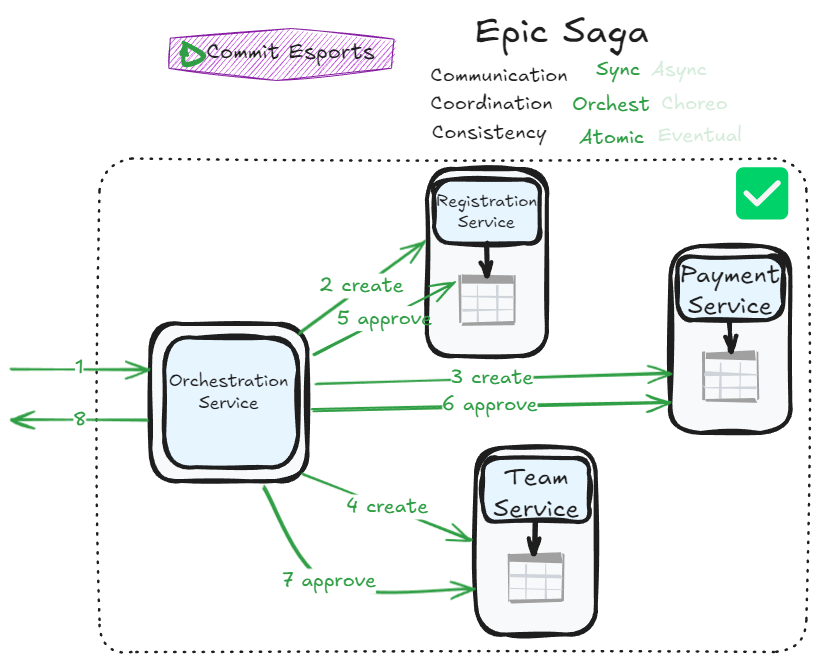 Commit Esports
Epic Saga
Communication Sync Async
Coordination Orchest Choreo
Consistency Atomic Eventual
Registration
Service
Payment
Service
2 create
5 approve
1
Orchestration
Service
3 create
6 approve
8
Team
Service
4 create
7 approve